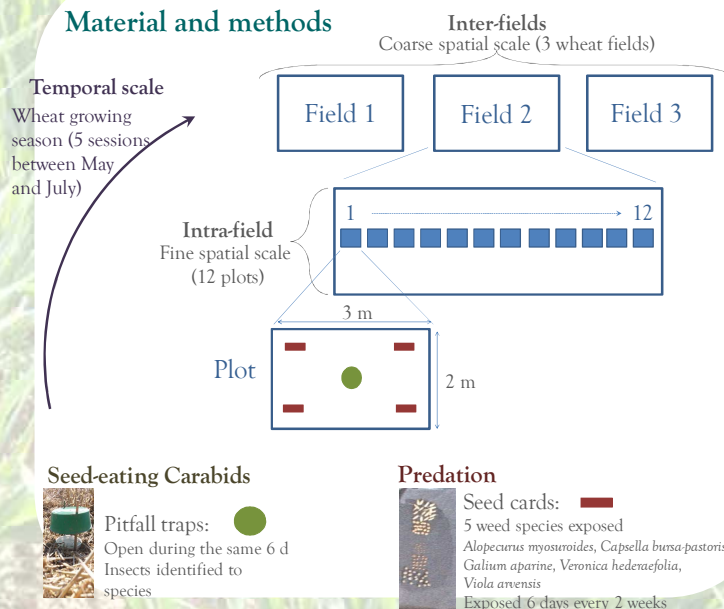 Material and methods
Inter-fields
Coarse spatial scale (3 wheat fields)
Temporal scale
Wheat growing
season (5 sessions
between May
and July)
Field 1
Field 2
Field 3
1
12
Intra-field
Fine spatial scale
(12 plots)
3 m
Plot
2 m
Seed-eating Carabids
Pitfall traps:
Open during the same 6 d
Insects identified to
species
Predation
Seed cards:
5 weed species exposed
Alopecurus myosuroides, Capsella bursa-pastoris
Galium aparine, Veronica hederaefolia,
Viola arvensis
Exposed 6 days every 2 weeks